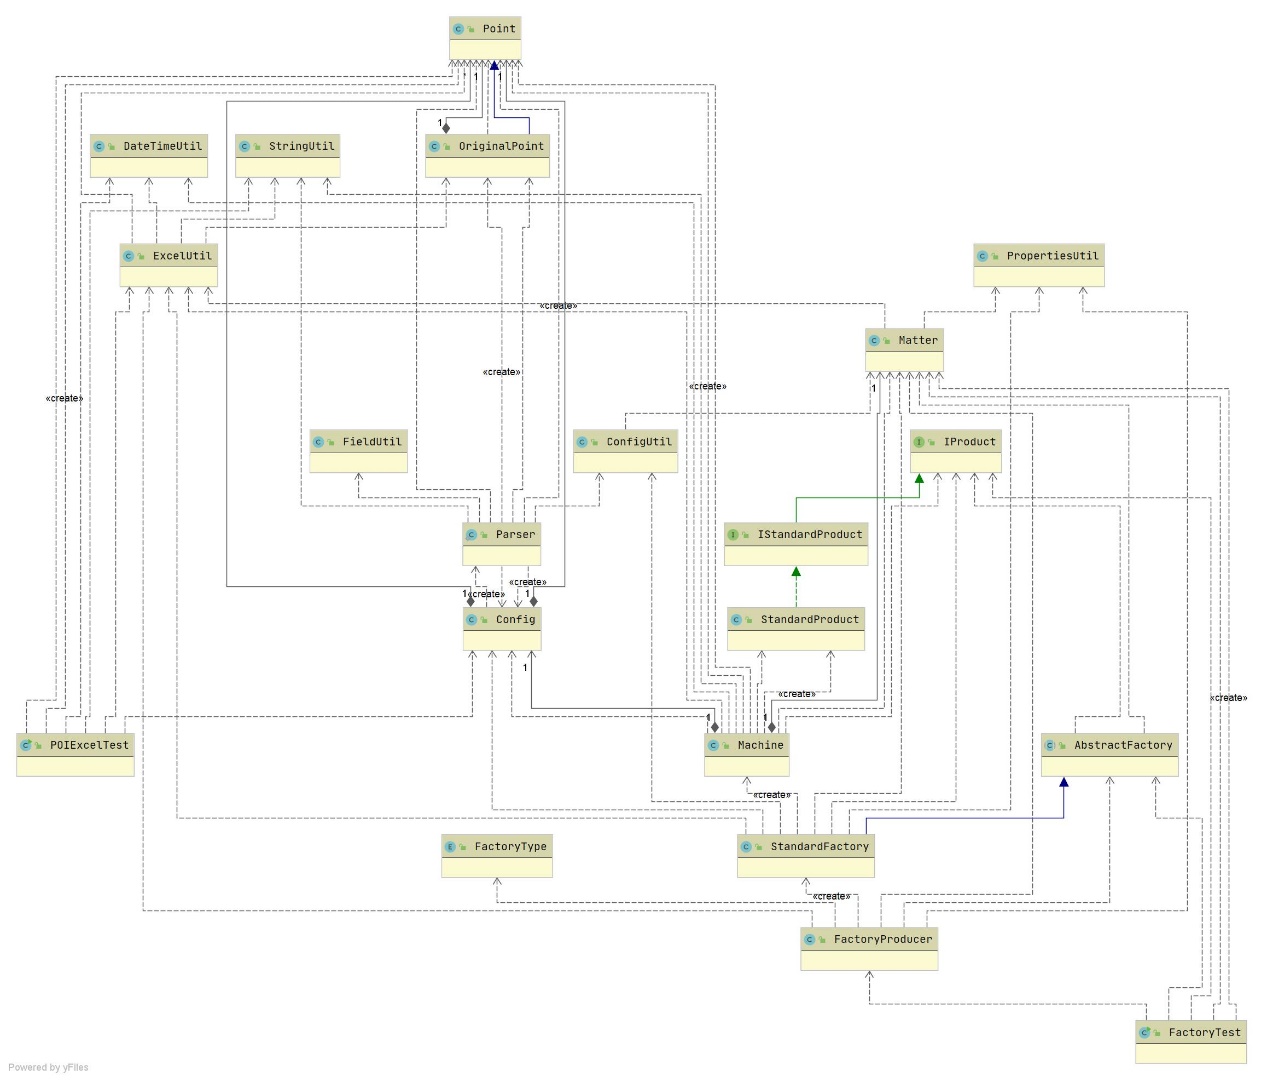 Point
1
1
1
1
DateTimeUtil
StringUtil
OriginalPoint
ExcelUtil
PropertiesUtil
«create»
Matter
«create»
«create»
1
«create»
FieldUtil
ConfigUtil
IProduct
Parser
IStandardProduct
«create»
1
«create»
1
Config
StandardProduct
1
«create»
«create»
1
1
POIExcelTest
Machine
AbstractFactory
«create»
FactoryType
StandardFactory
«create»
FactoryProducer
FactoryTest
Powered by yFiles